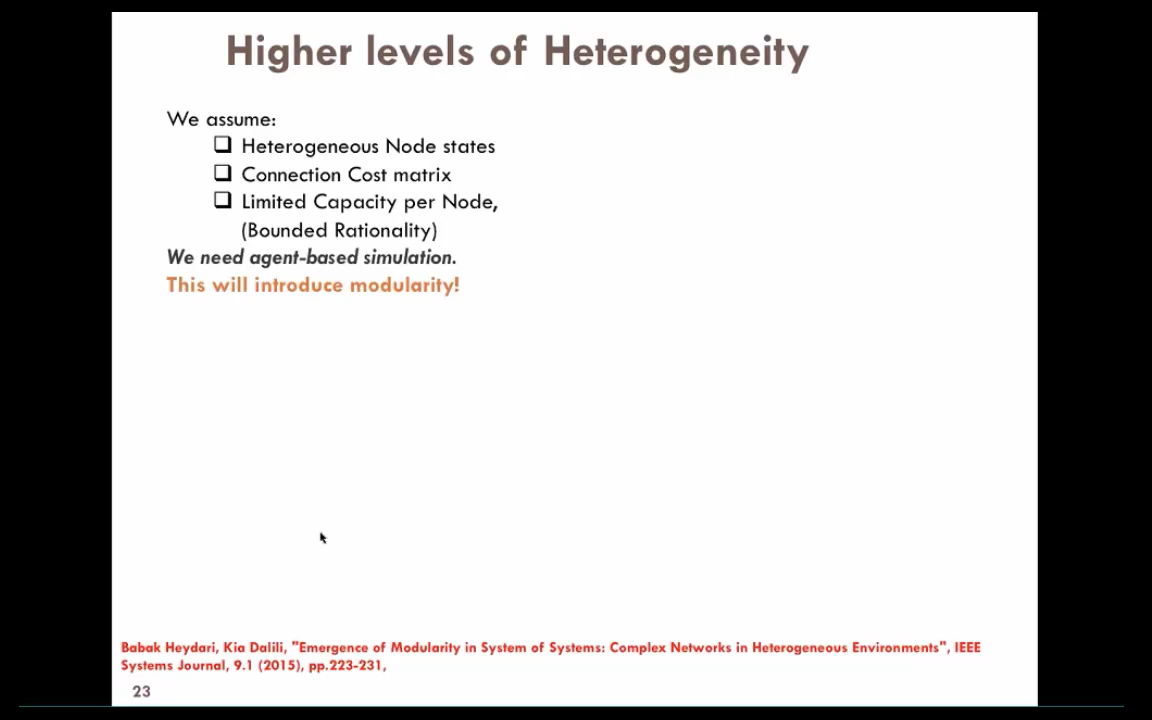 Higher levels of Heterogeneity
We assume:
Heterogeneous Node states
Connection Cost matrix
Limited Capacity per Node,
(Bounded Rationality)
We need agent-based simulation.
This will introduce modularity!
Babak Heydari, Kia Dalili, "Emergence of Modularity in System of Systems: Complex Networks in Heterogeneous Environments", IEEE
Systems Journal, 9.1 (2015), pp.223-231,
23